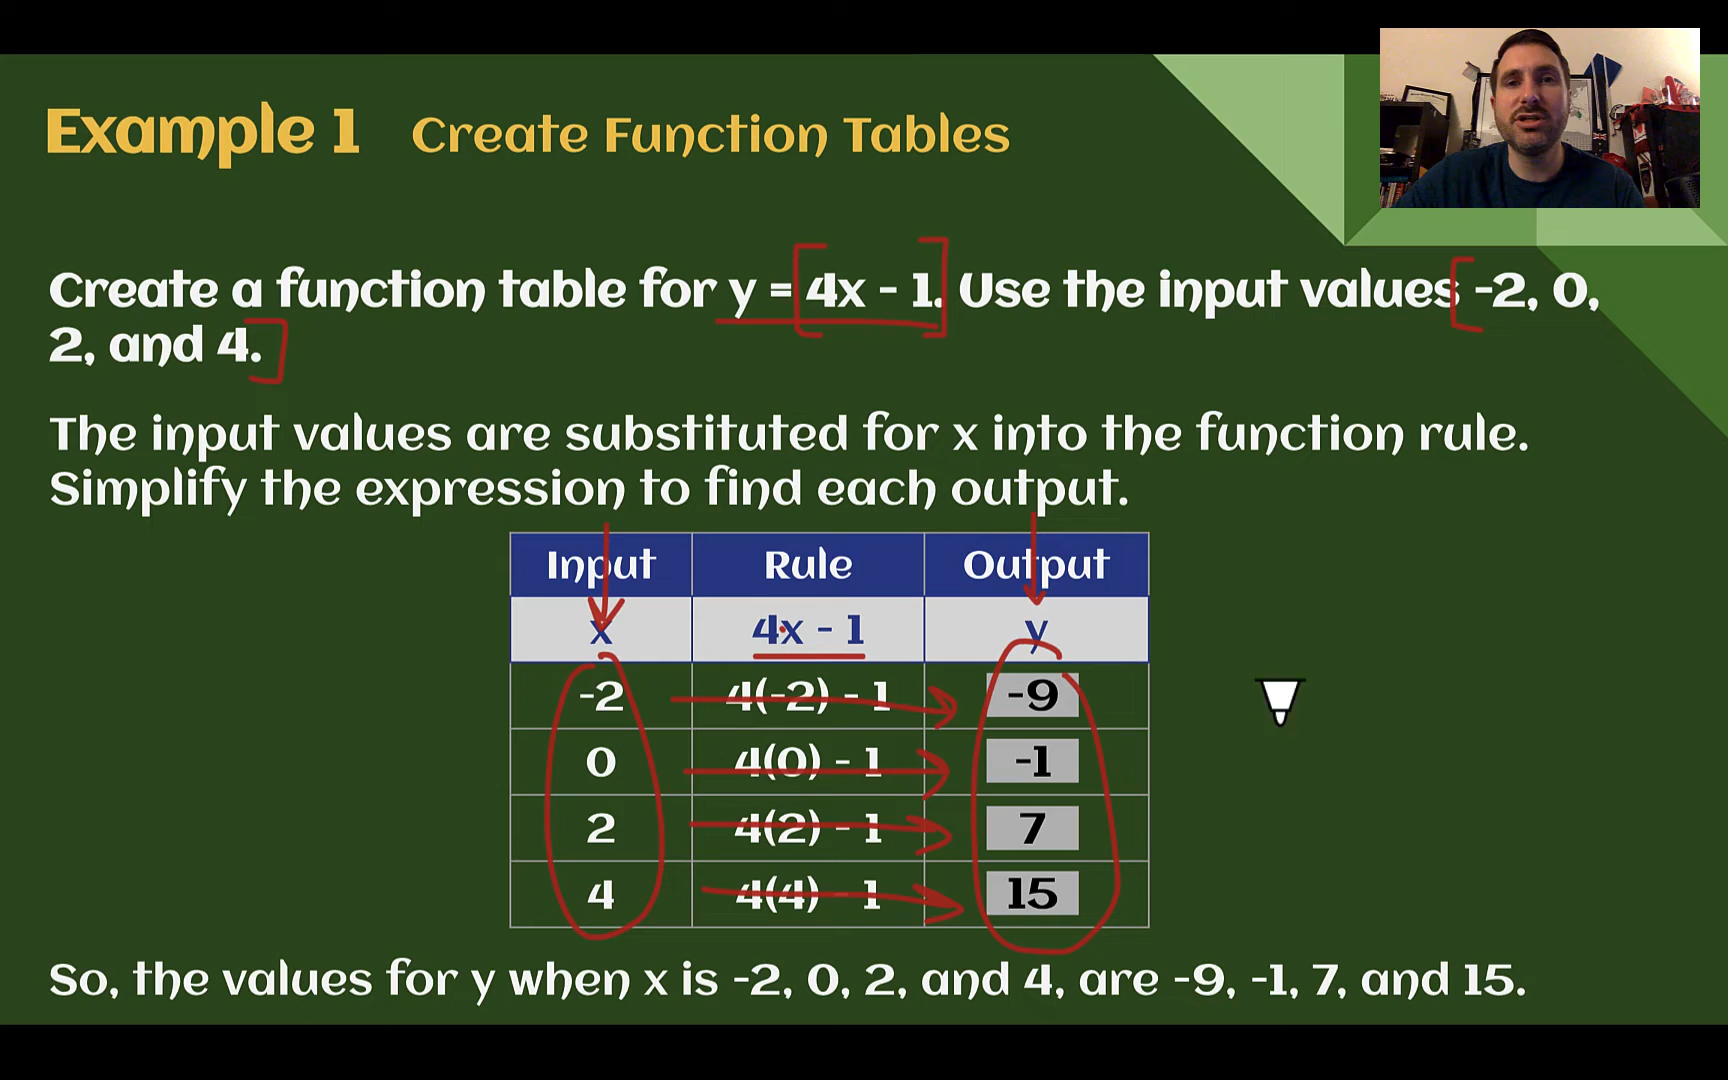 Example 1 Create Function Tables
Create a function table for y = 4x - 1. Use the input values -2, 0,
2, and 4.
The input values are substituted for x into the function rule.
Simplify the expression to find each output.
Input Rule Output
x 4x - 1 y
-2 4(-2) - 1 -9
0 4(0) - 1 -1
2 4(2) - 1 7
4 4(4) - 1 15
So, the values for y when x is -2, 0, 2, and 4, are -9, -1, 7, and 15.